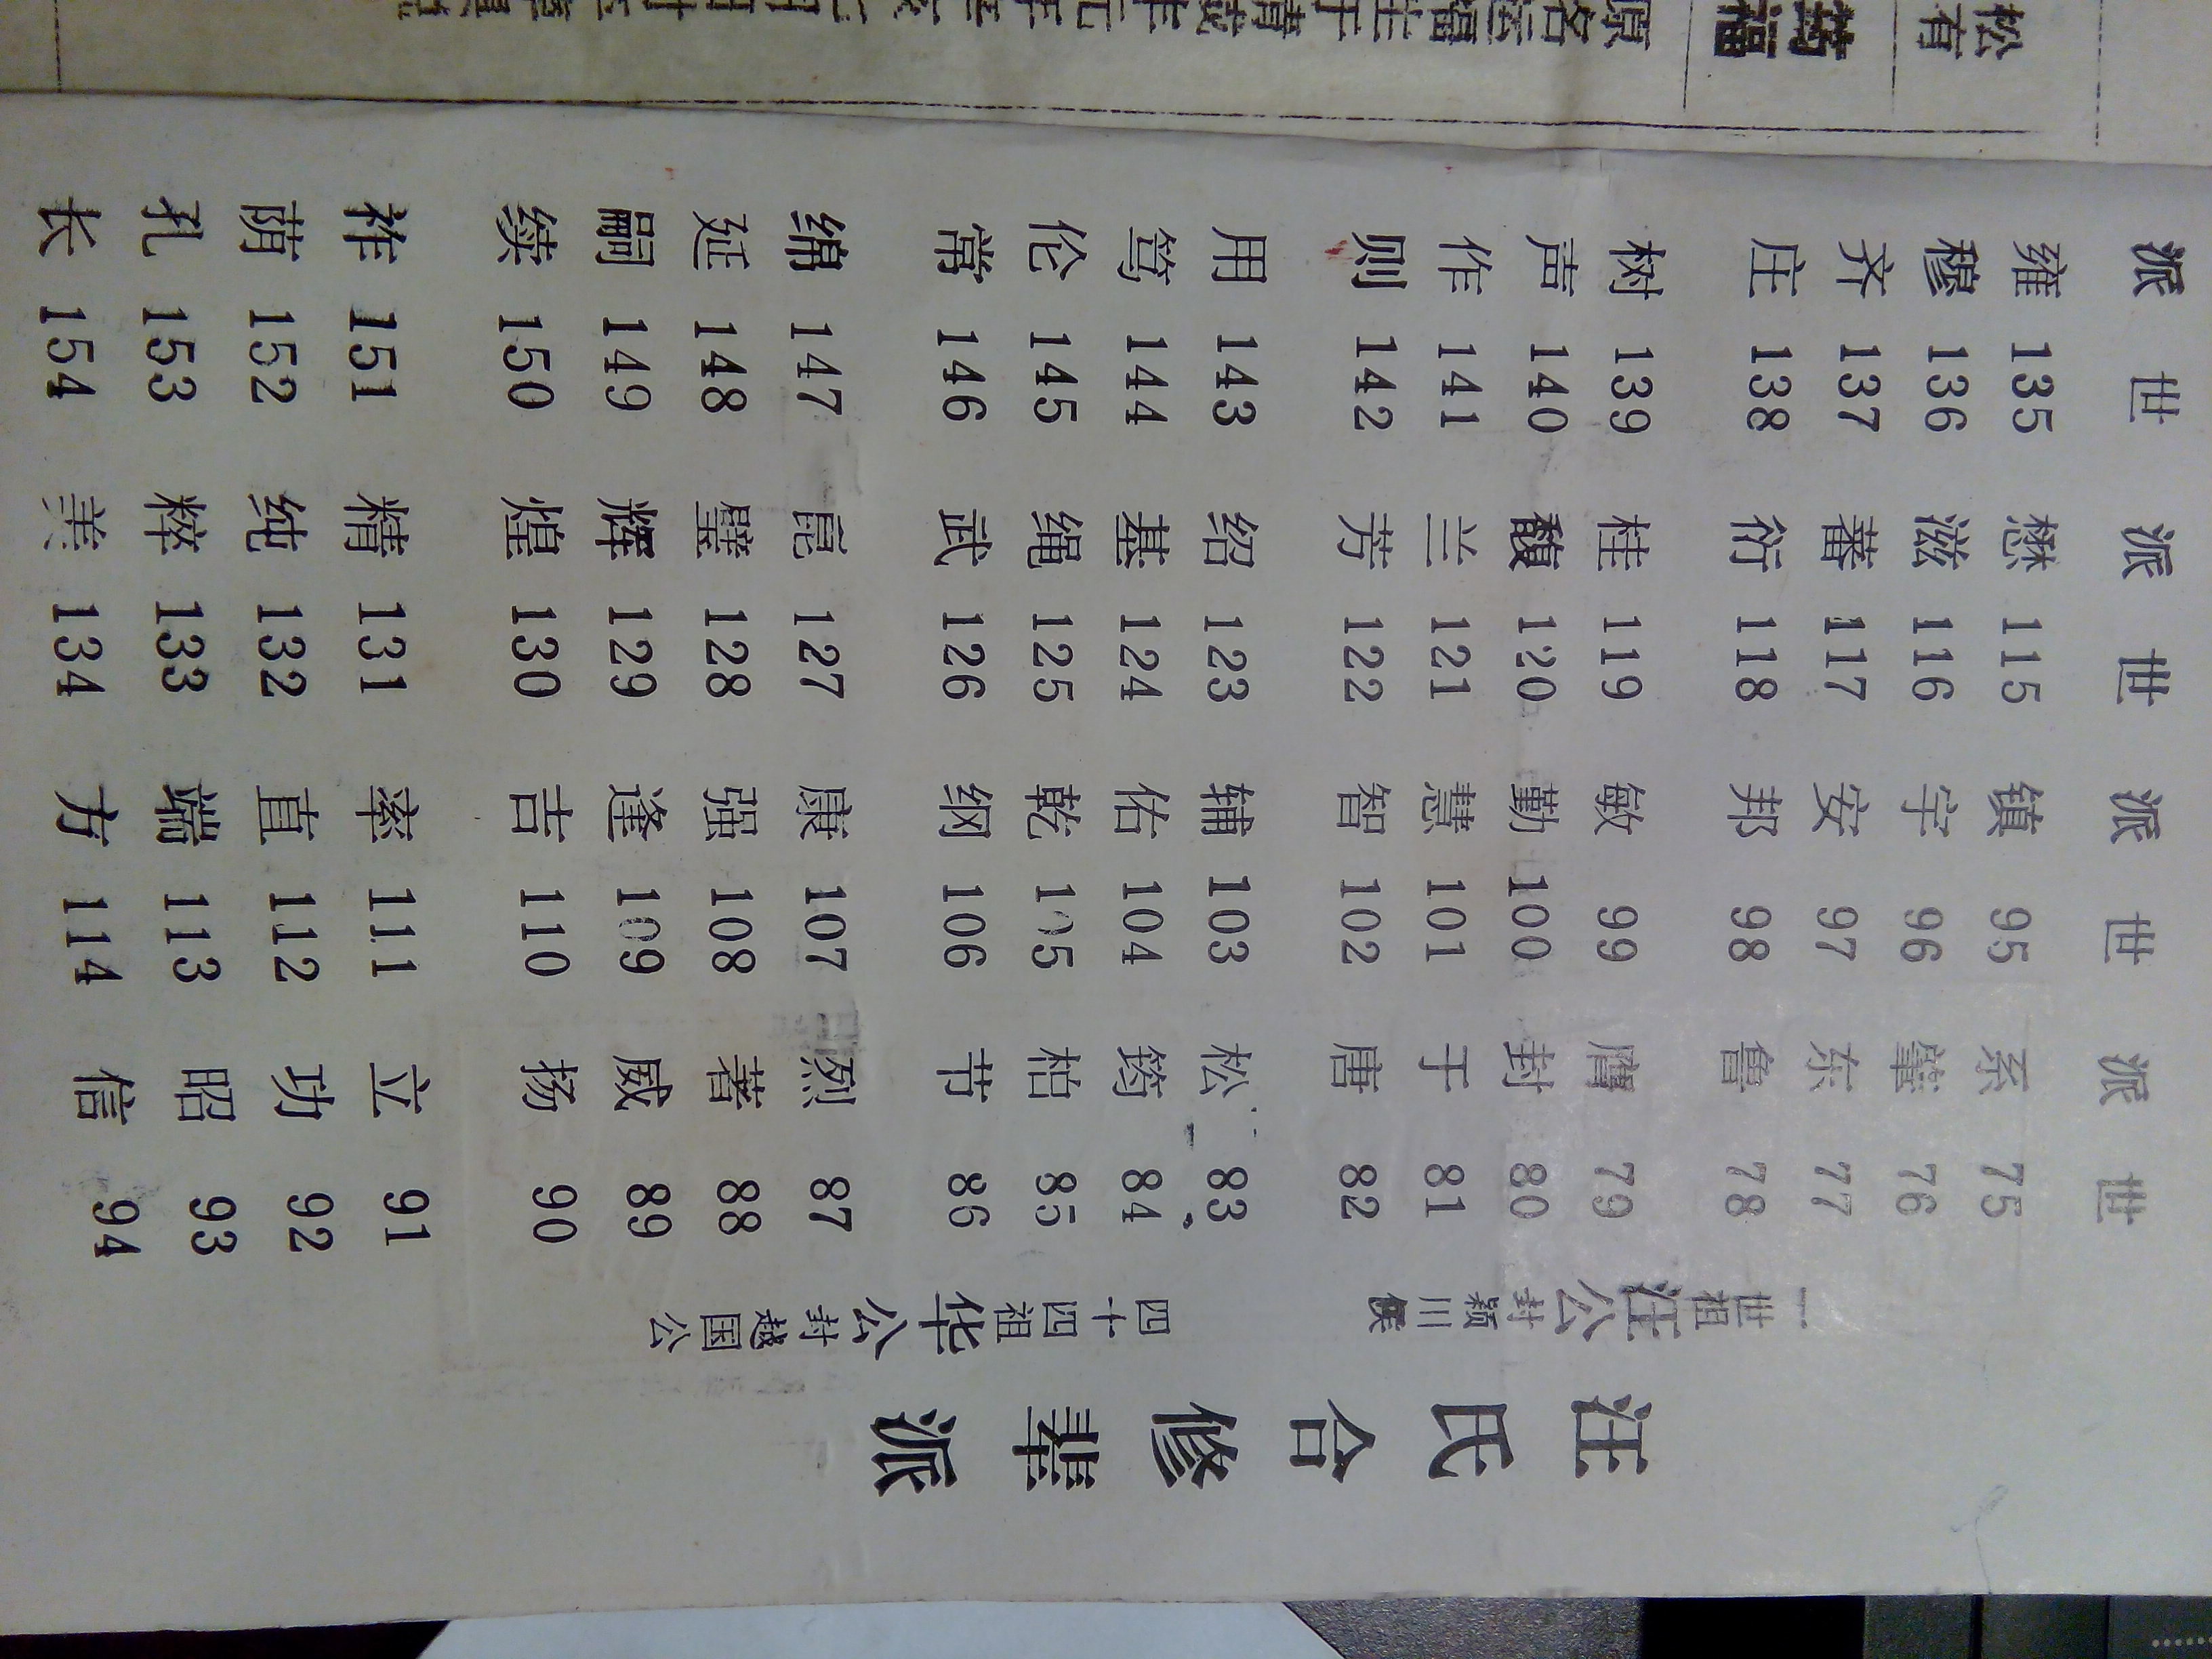 汪氏合修辈派
一世祖汪公封颖川侯
四十四祖华公封越国公
派 世 派 世 派 世 派 世
雍 135 懋 115 镇 95 系 75
穆 136 滋 116 宇 96 肇 76
齐 137 蕃 117 安 97 东 77
庄 138 衍 118 邦 98 鲁 78
树 139 桂 119 敏 99 膺 79
声 140 馥 120 勤 100 封 80
作 141 兰 121 慧 101 于 81
则 142 芳 122 智 102 唐 82
用 143 绍 123 辅 103 松 83
笃 144 基 124 佑 104 筠 84
伦 145 绳 125 乾 105 栢 85
常 146 武 126 纲 106 节 86
绵 147 昆 127 康 107 烈 87
延 148 璧 128 强 108 著 88
嗣 149 辉 129 逢 109 威 89
续 150 煌 130 吉 110 扬 90
祚 151 精 131 率 111 立 91
荫 152 纯 132 直 112 功 92
孔 153 粹 133 端 113 昭 93
长 154 美 134 方 114 信 94
松有
萬福